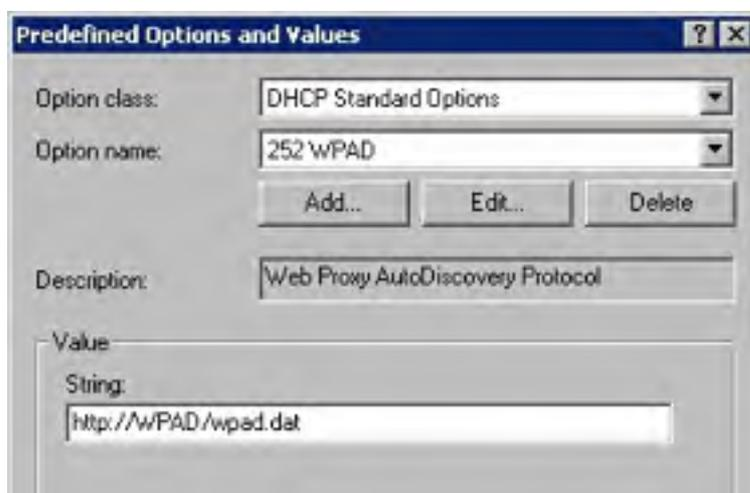 Predefined Options and Values
Option class: DHCP Standard Options
Option name: 252 WPAD
Add... Edit... Delete
Description: Web Proxy AutoDiscovery Protocol
Value
String:
http://WPAD/wpad.dat